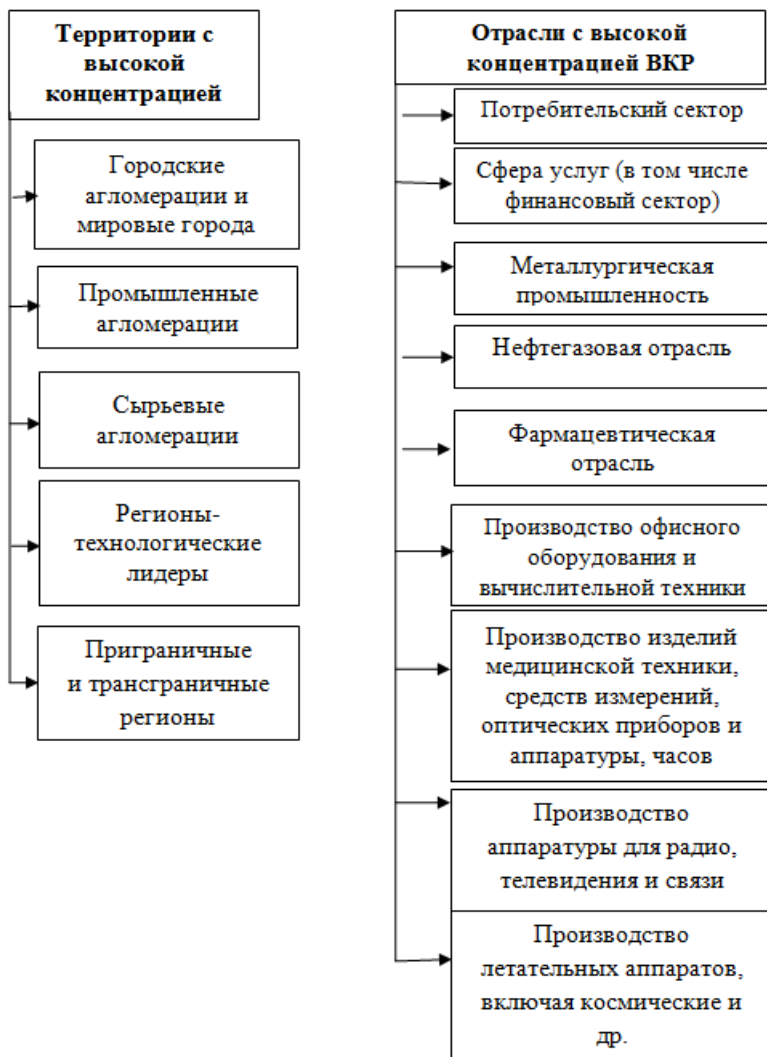 Территории с
высокой
концентрацией
Городские
агломерации и
мировые города
Промышленные
агломерации
Сырьевые
агломерации
Регионы-
технологические
лидеры
Приграничные
и трансграничные
регионы
Отрасли с высокой
концентрацией ВКР
Потребительский сектор
Сфера услуг (в том числе
финансовый сектор)
Металлургическая
промышленность
Нефтегазовая отрасль
Фармацевтическая
отрасль
Производство офисного
оборудования и
вычислительной техники
Производство изделий
медицинской техники,
средств измерений,
оптических приборов и
аппаратуры, часов
Производство
аппаратуры для радио,
телевидения и связи
Производство
летательных аппаратов,
включая космические и
др.